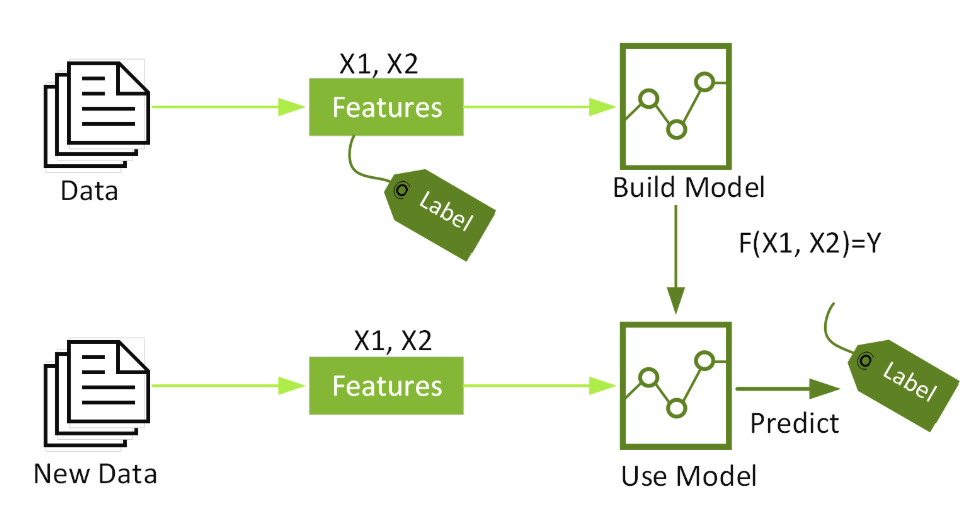 X1, X2
Features
Label
Data
Build Model
F(X1, X2)=Y
X1, X2
Features
Label
Predict
New Data
Use Model